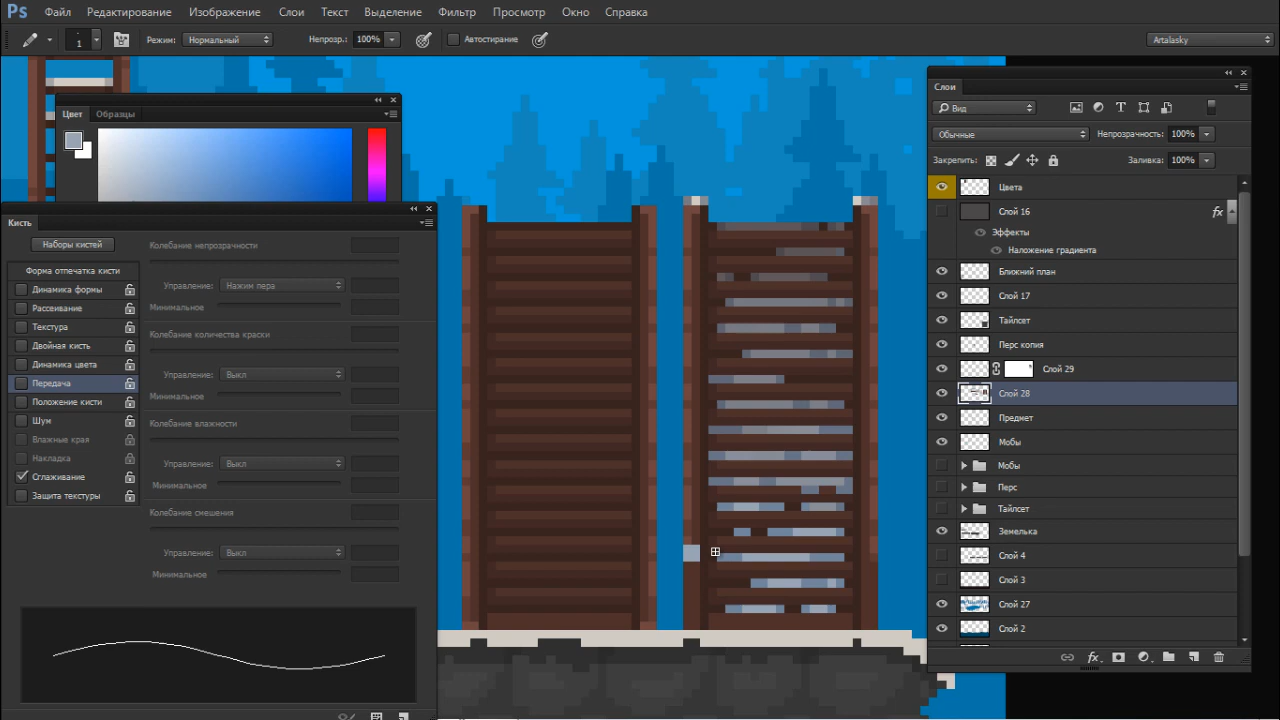 Ps Файл Редактирование Изображение Слои Текст Выделение Фильтр Просмотр Окно Справка
1 Режим: Нормальный Непрозр.: 100% Автостирание Artalasky
Цвет Образцы
Кисть
Наборы кистей
Форма отпечатка кисти
Динамика формы
Рассеивание
Текстура
Двойная кисть
Динамика цвета
Передача
Положение кисти
Шум
Влажные края
Накладка
Сглаживание
Защита текстуры
Колебание непрозрачности
Управление: Нажим пера
Минимальное
Колебание количества краски
Управление: Выкл
Минимальное
Колебание влажности
Управление: Выкл
Минимальное
Колебание смешения
Управление: Выкл
Минимальное
Слои
Вид
Обычные Непрозрачность: 100%
Закрепить: Заливка: 100%
Цвета
Слой 16 fx
Эффекты
Наложение градиента
Ближний план
Слой 17
Тайлсет
Перс копия
Слой 29
Слой 28
Предмет
Мобы
Мобы
Перс
Тайлсет
Земелька
Слой 4
Слой 3
Слой 27
Слой 2
fx